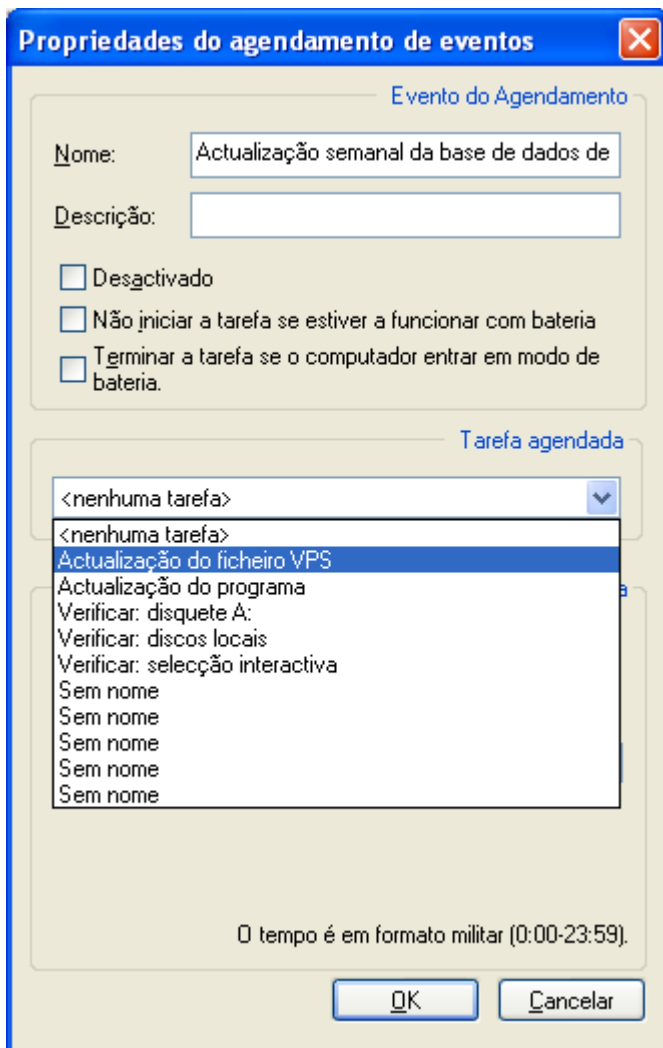 Propriedades do agendamento de eventos
Evento do Agendamento
Nome:
Actualização semanal da base de dados de
Descrição:
Desactivado
Não iniciar a tarefa se estiver a funcionar com bateria
Terminar a tarefa se o computador entrar em modo de
bateria.
Tarefa agendada
<nenhuma tarefa>
<nenhuma tarefa>
Actualização do ficheiro VPS
Actualização do programa
Verificar: disquete A:
Verificar: discos locais
Verificar: selecção interactiva
Sem nome
Sem nome
Sem nome
Sem nome
Sem nome
O tempo é em formato militar (0:00-23:59).
OK
Cancelar